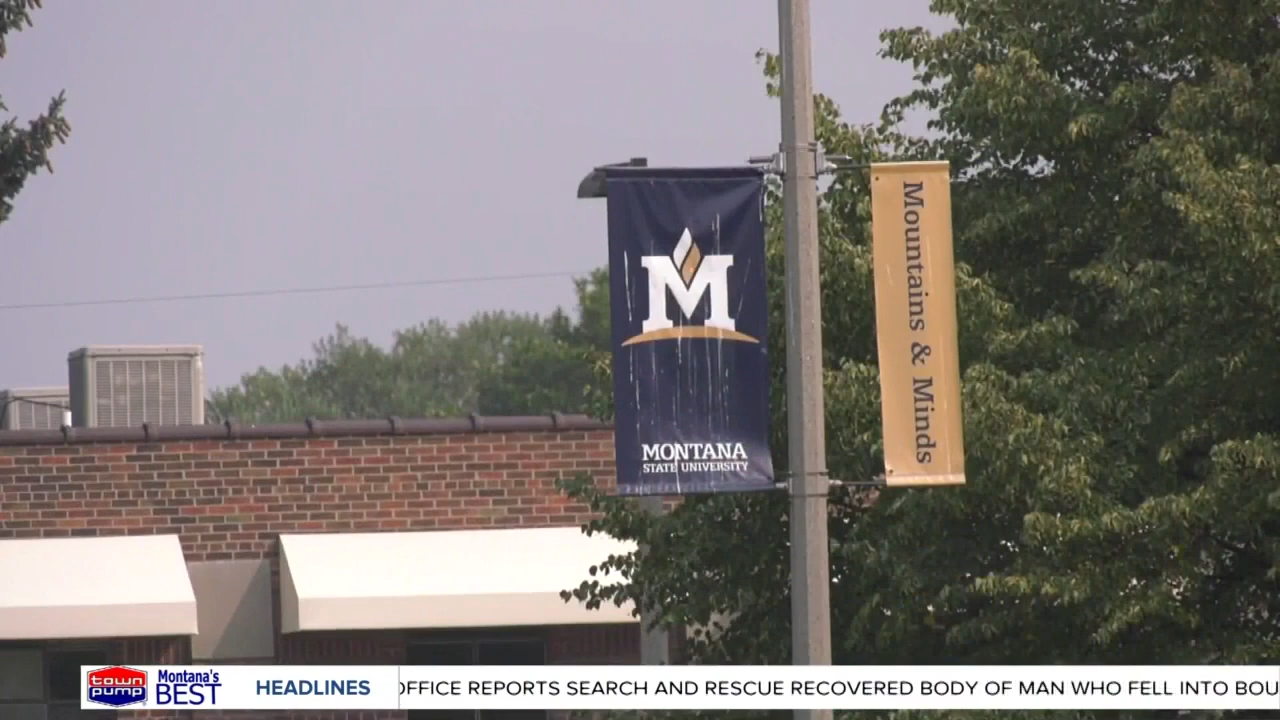 M
MONTANA
STATE UNIVERSITY
Mountains & Minds
town
pump
Montana's
BEST
HEADLINES
OFFICE REPORTS SEARCH AND RESCUE RECOVERED BODY OF MAN WHO FELL INTO